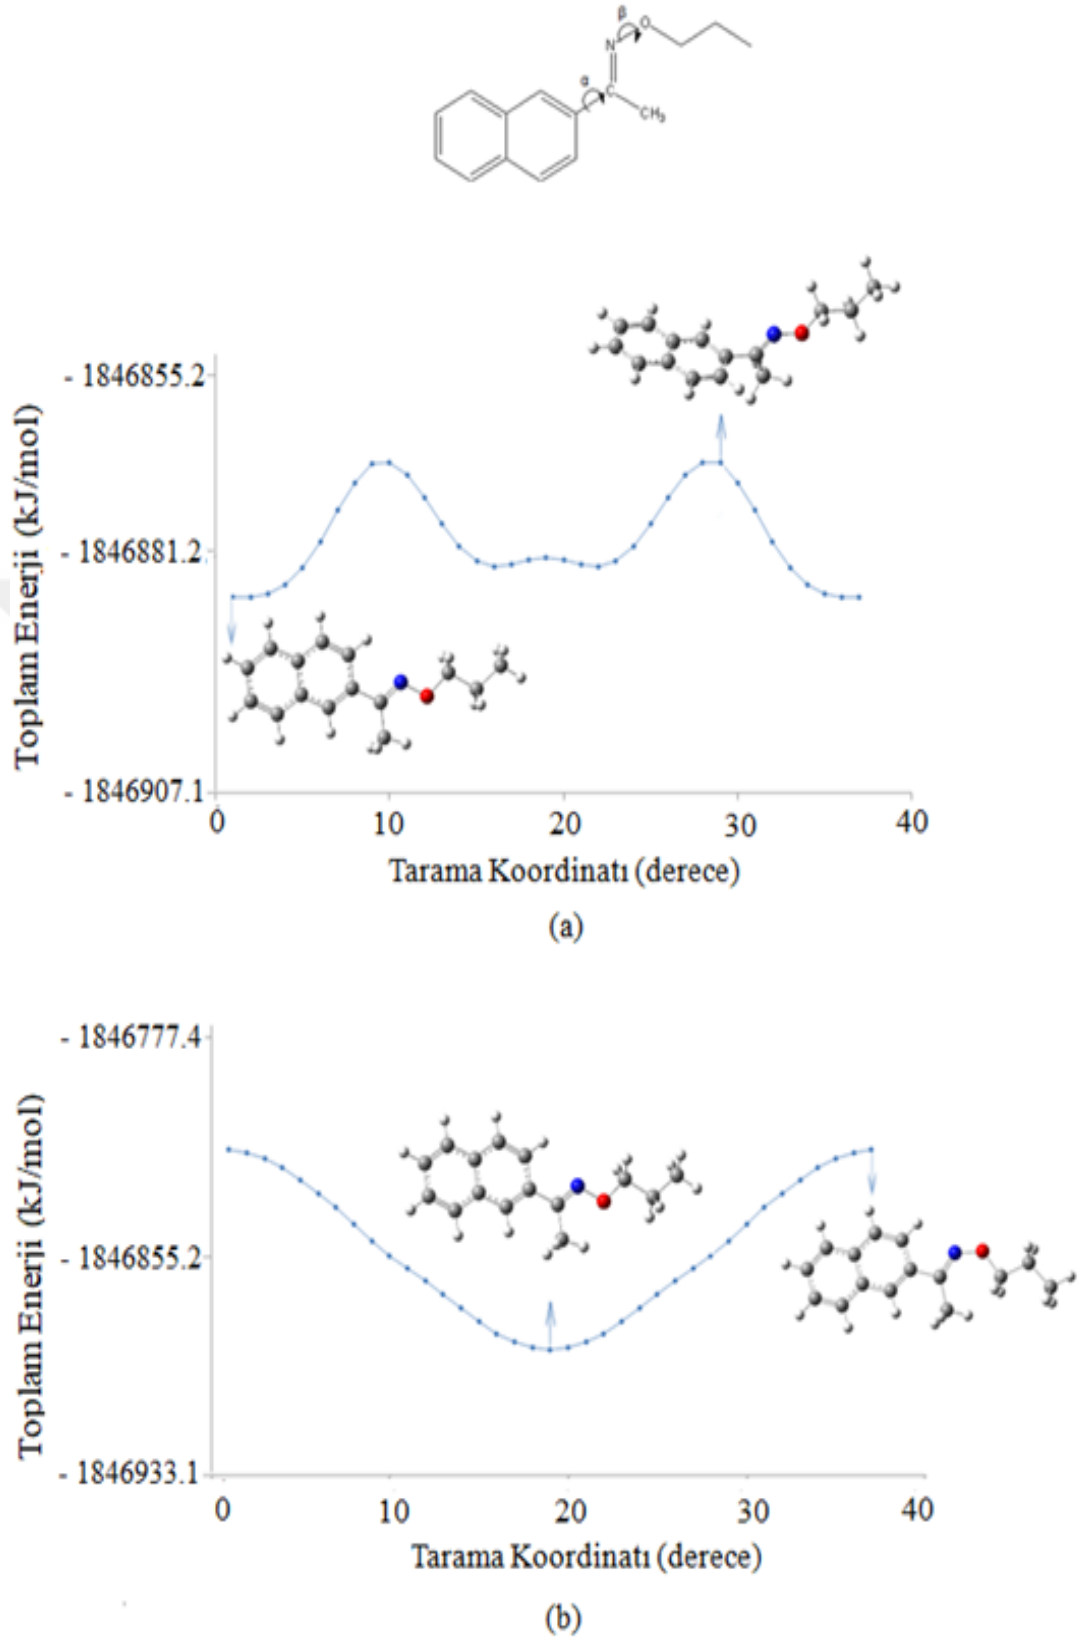 β
O
N
α
C
CH₃
Toplam Enerji (kJ/mol)
- 1846855.2
- 1846881.2
- 1846907.1
0 10 20 30 40
Tarama Koordinatı (derece)
(a)
Toplam Enerji (kJ/mol)
- 1846777.4
- 1846855.2
- 1846933.1
0 10 20 30 40
Tarama Koordinatı (derece)
(b)